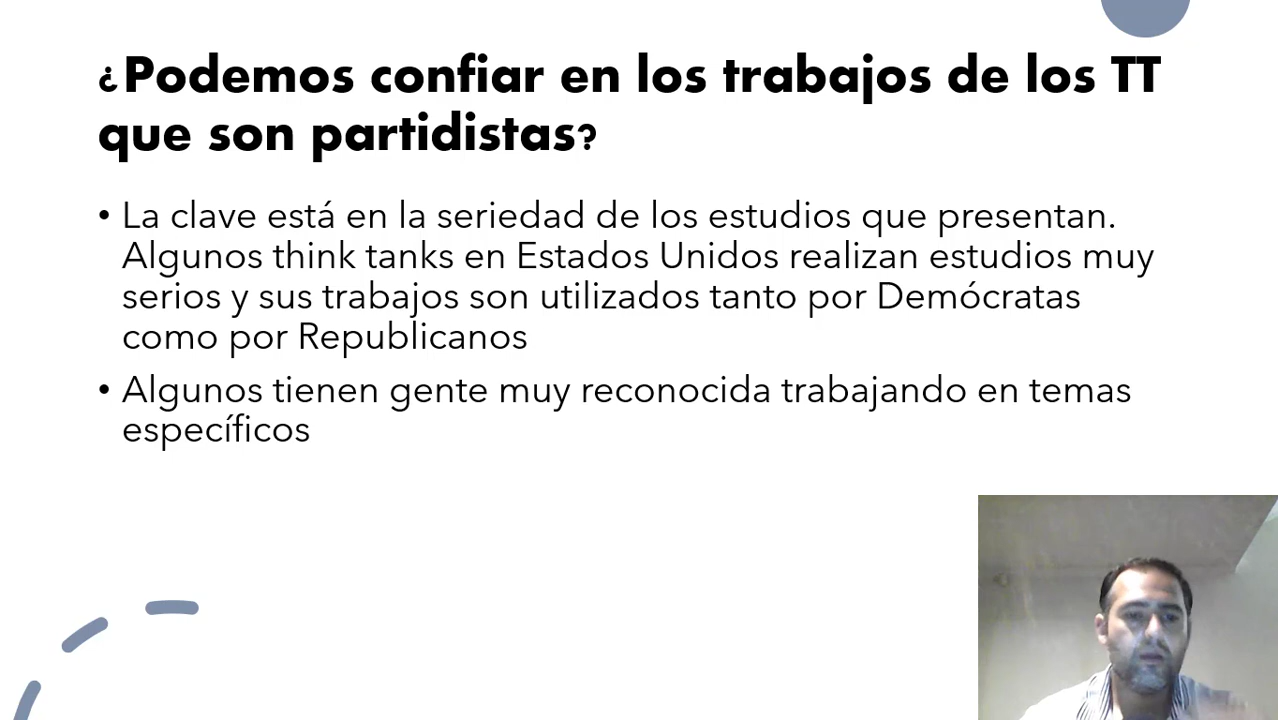 ¿Podemos confiar en los trabajos de los TT
que son partidistas?
• La clave está en la seriedad de los estudios que presentan.
Algunos think tanks en Estados Unidos realizan estudios muy
serios y sus trabajos son utilizados tanto por Demócratas
como por Republicanos
• Algunos tienen gente muy reconocida trabajando en temas
específicos